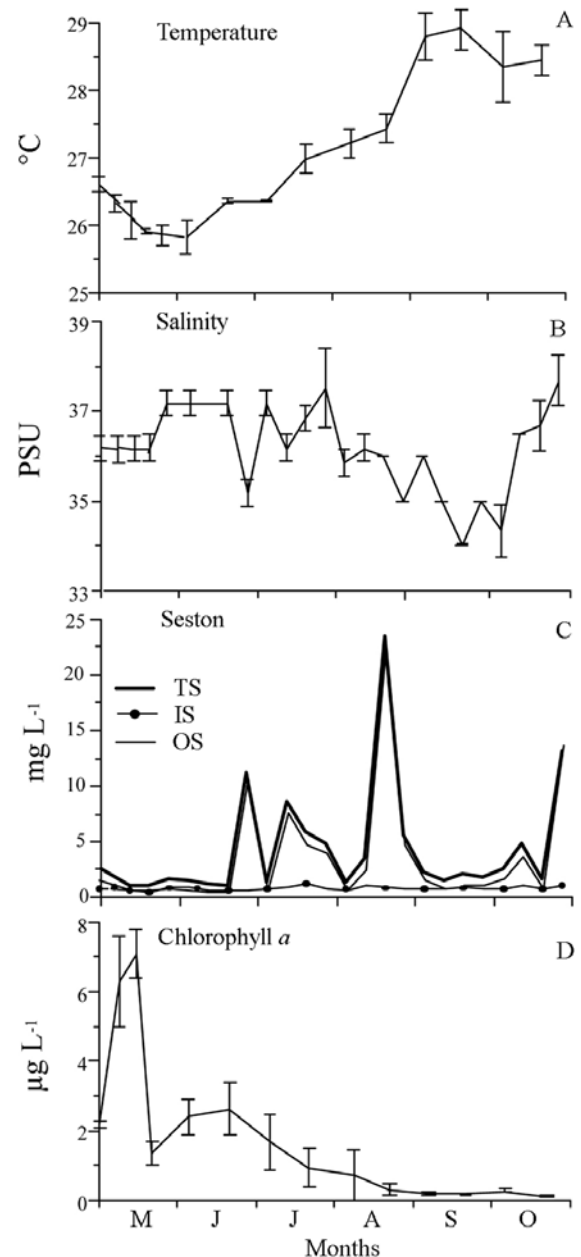 Temperature
A
29
28
27
26
25
°C
Salinity
B
39
37
35
33
PSU
Seston
C
25
20
15
10
5
0
mg L⁻¹
TS
IS
OS
Chlorophyll a
D
8
6
4
2
0
µg L⁻¹
M J J A S O
Months